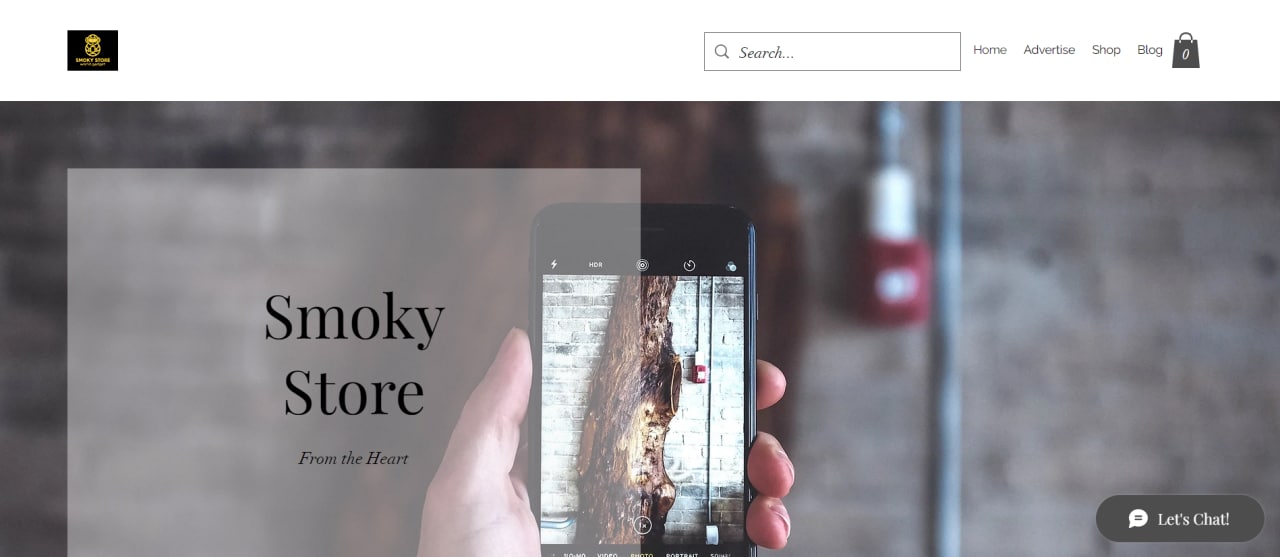 SMOKY STORE
Search...
Home
Advertise
Shop
Blog
0
HDR
Smoky
Store
From the Heart
SLO-MO VIDEO PHOTO PORTRAIT
Let's Chat!